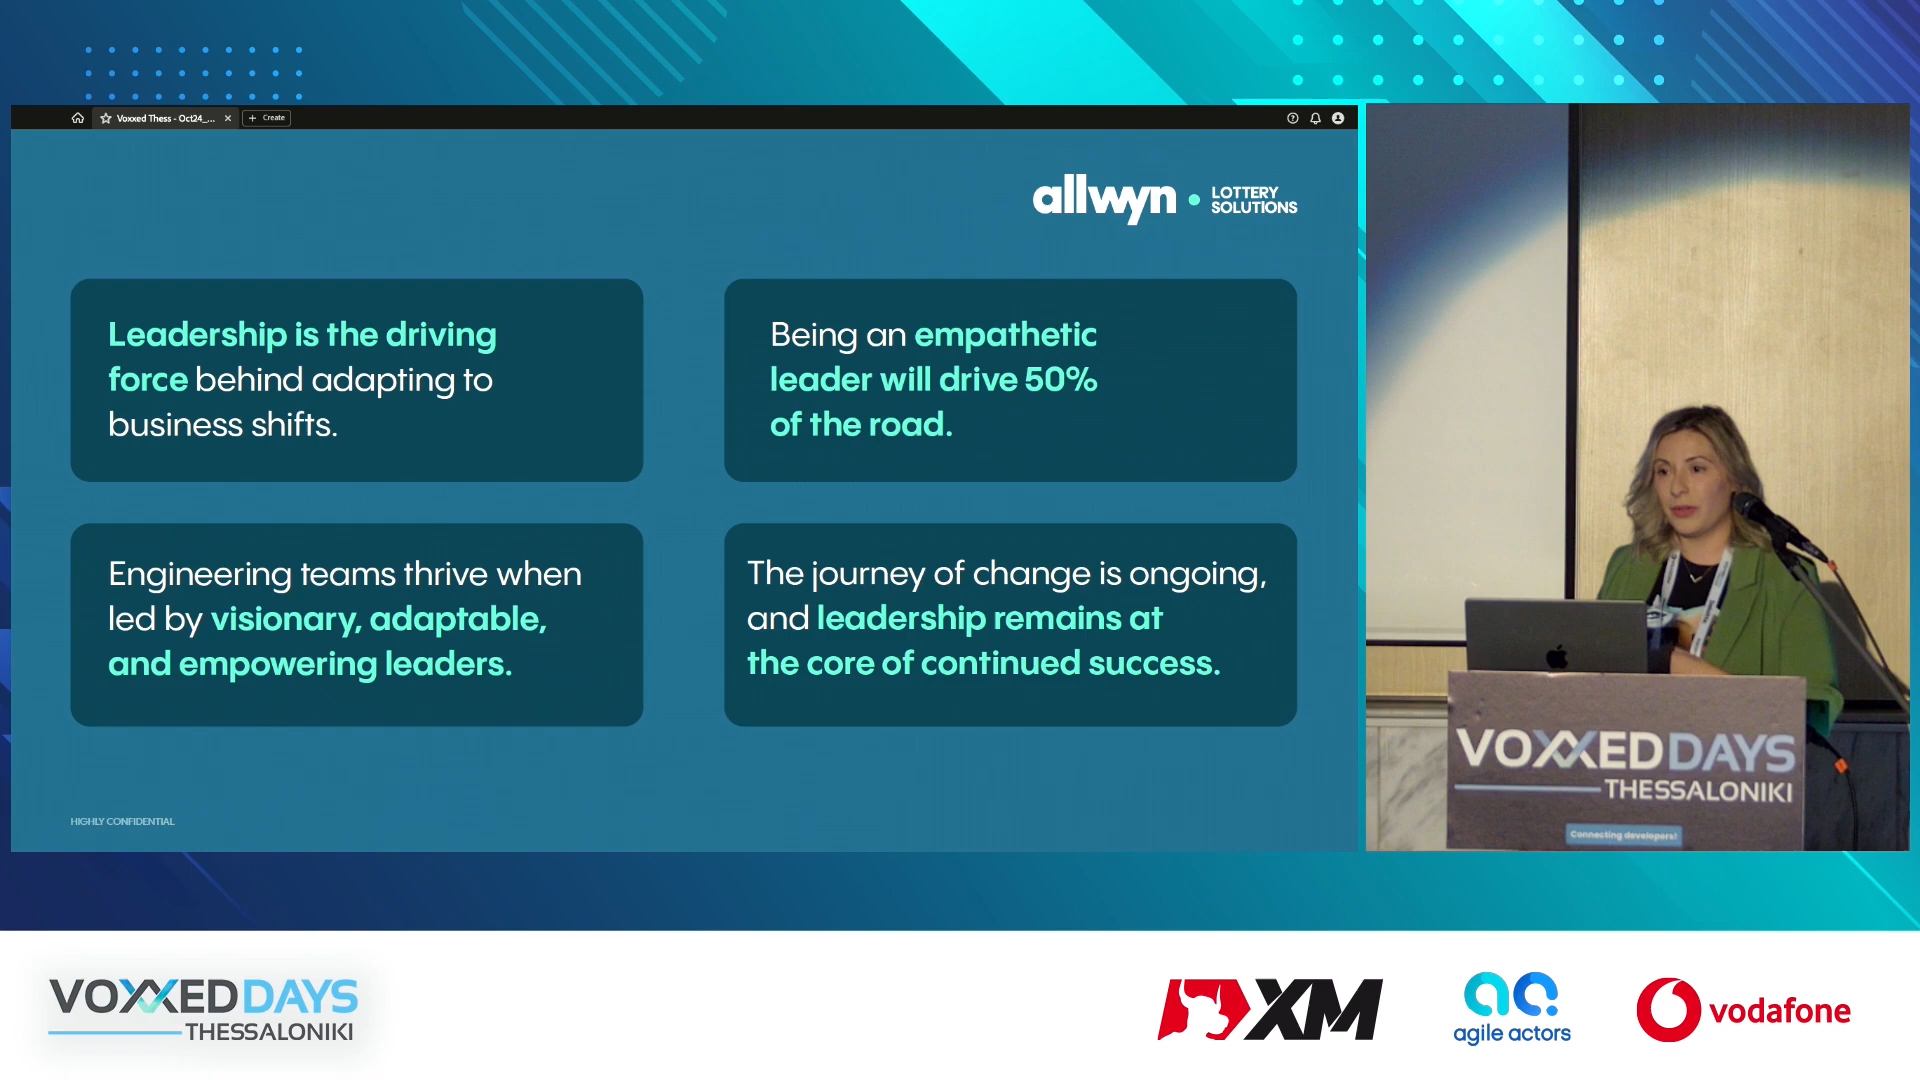 Voxxed Thess - Oct24_...
Create
allwyn
LOTTERY
SOLUTIONS
Leadership is the driving
force behind adapting to
business shifts.
Being an empathetic
leader will drive 50%
of the road.
Engineering teams thrive when
led by visionary, adaptable,
and empowering leaders.
The journey of change is ongoing,
and leadership remains at
the core of continued success.
HIGHLY CONFIDENTIAL
VOXXED DAYS
THESSALONIKI
Connecting developers!
VOXXED DAYS
THESSALONIKI
XM
agile actors
vodafone